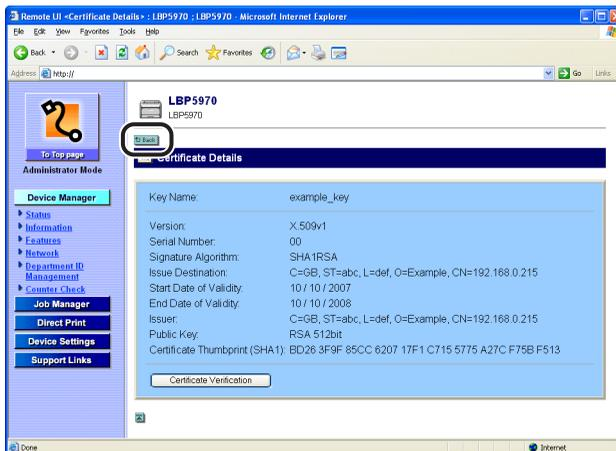 Remote UI <Certificate Details> : LBP5970 ; LBP5970 - Microsoft Internet Explorer
File Edit View Favorites Tools Help
Back Search Favorites
Address http:// Go Links
LBP5970
LBP5970
Back
To Top page
Administrator Mode
Certificate Details
Device Manager
Status
Information
Features
Network
Department ID
Management
Counter Check
Job Manager
Direct Print
Device Settings
Support Links
Key Name: example_key
Version: X.509v1
Serial Number: 00
Signature Algorithm: SHA1RSA
Issue Destination: C=GB, ST=abc, L=def, O=Example, CN=192.168.0.215
Start Date of Validity: 10 / 10 / 2007
End Date of Validity: 10 / 10 / 2008
Issuer: C=GB, ST=abc, L=def, O=Example, CN=192.168.0.215
Public Key: RSA 512bit
Certificate Thumbprint (SHA1): BD26 3F9F 85CC 6207 17F1 C715 5775 A27C F75B F513
Certificate Verification
Done Internet